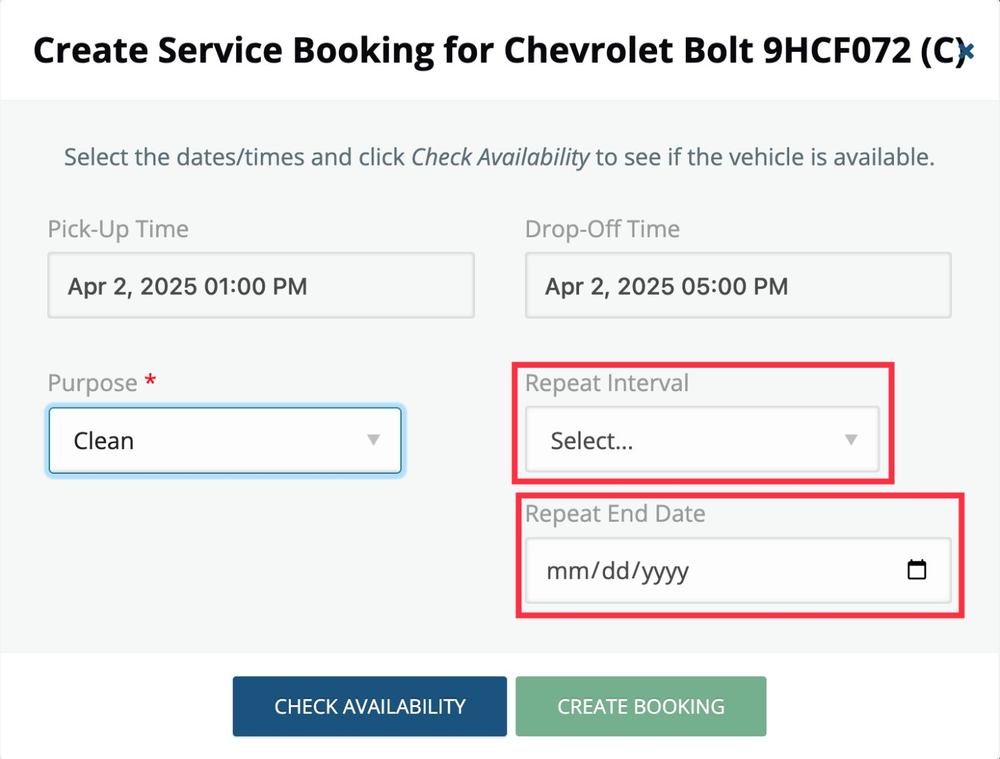 Create Service Booking for Chevrolet Bolt 9HCF072 (C)
Select the dates/times and click Check Availability to see if the vehicle is available.
Pick-Up Time
Drop-Off Time
Apr 2, 2025 01:00 PM
Apr 2, 2025 05:00 PM
Purpose *
Repeat Interval
Clean
Select...
Repeat End Date
mm/dd/yyyy
CHECK AVAILABILITY
CREATE BOOKING